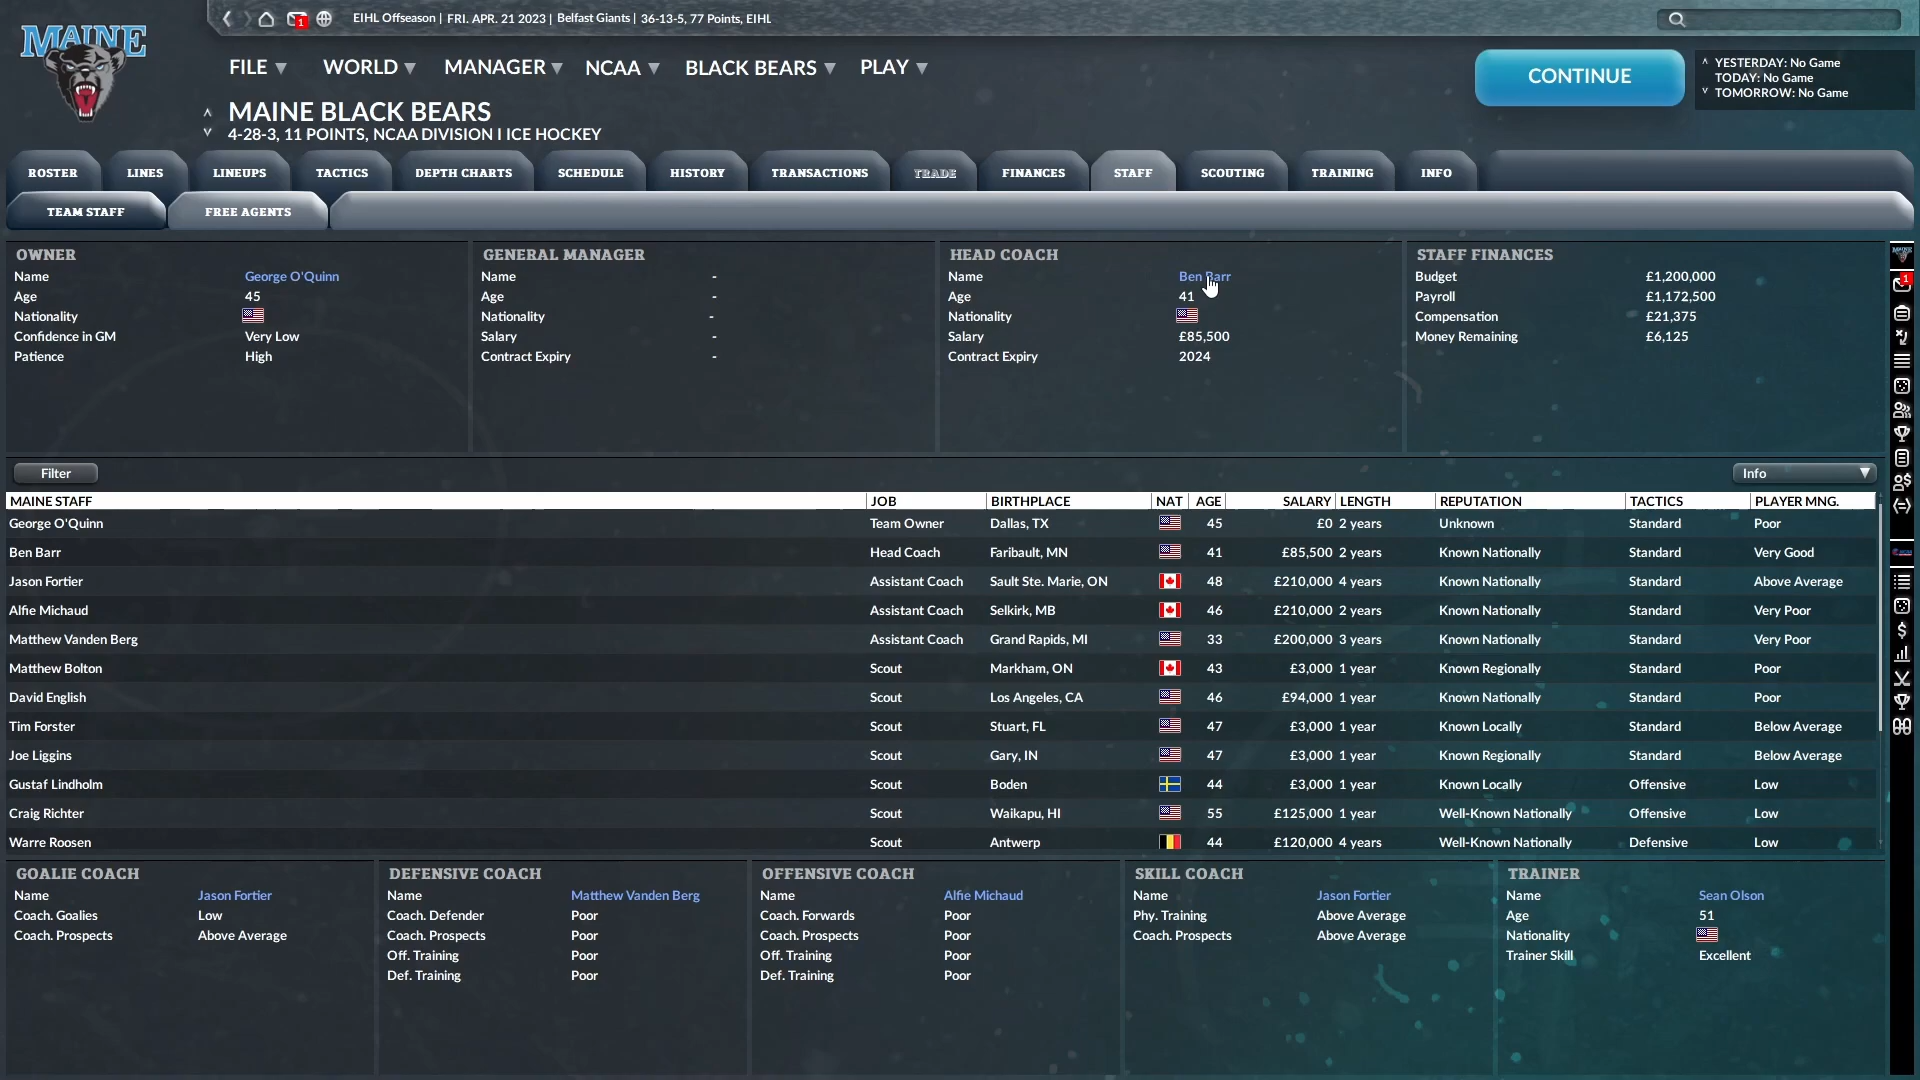 MAINE
1
EIHL Offseason | FRI. APR. 21 2023 | Belfast Giants | 36-13-5, 77 Points, EIHL
FILE WORLD MANAGER NCAA BLACK BEARS PLAY
CONTINUE
YESTERDAY: No Game
TODAY: No Game
TOMORROW: No Game
MAINE BLACK BEARS
4-28-3, 11 POINTS, NCAA DIVISION I ICE HOCKEY
ROSTER LINES LINEUPS TACTICS DEPTH CHARTS SCHEDULE HISTORY TRANSACTIONS TRADE FINANCES STAFF SCOUTING TRAINING INFO
TEAM STAFF FREE AGENTS
OWNER
Name George O'Quinn
Age 45
Nationality
Confidence in GM Very Low
Patience High
GENERAL MANAGER
Name -
Age -
Nationality -
Salary -
Contract Expiry -
HEAD COACH
Name Ben Barr
Age 41
Nationality
Salary £85,500
Contract Expiry 2024
STAFF FINANCES
Budget £1,200,000
Payroll £1,172,500
Compensation £21,375
Money Remaining £6,125
1
Filter
Info
MAINE STAFF JOB BIRTHPLACE NAT AGE SALARY LENGTH REPUTATION TACTICS PLAYER MNG.
George O'Quinn Team Owner Dallas, TX 45 £0 2 years Unknown Standard Poor
Ben Barr Head Coach Faribault, MN 41 £85,500 2 years Known Nationally Standard Very Good
Jason Fortier Assistant Coach Sault Ste. Marie, ON 48 £210,000 4 years Known Nationally Standard Above Average
Alfie Michaud Assistant Coach Selkirk, MB 46 £210,000 2 years Known Nationally Standard Very Poor
Matthew Vanden Berg Assistant Coach Grand Rapids, MI 33 £200,000 3 years Known Nationally Standard Very Poor
Matthew Bolton Scout Markham, ON 43 £3,000 1 year Known Regionally Standard Poor
David English Scout Los Angeles, CA 46 £94,000 1 year Known Nationally Standard Poor
Tim Forster Scout Stuart, FL 47 £3,000 1 year Known Locally Standard Below Average
Joe Liggins Scout Gary, IN 47 £3,000 1 year Known Regionally Standard Below Average
Gustaf Lindholm Scout Boden 44 £3,000 1 year Known Locally Offensive Low
Craig Richter Scout Waikapu, HI 55 £125,000 1 year Well-Known Nationally Offensive Low
Warre Roosen Scout Antwerp 44 £120,000 4 years Well-Known Nationally Defensive Low
GOALIE COACH
Name Jason Fortier
Coach. Goalies Low
Coach. Prospects Above Average
DEFENSIVE COACH
Name Matthew Vanden Berg
Coach. Defender Poor
Coach. Prospects Poor
Off. Training Poor
Def. Training Poor
OFFENSIVE COACH
Name Alfie Michaud
Coach. Forwards Poor
Coach. Prospects Poor
Off. Training Poor
Def. Training Poor
SKILL COACH
Name Jason Fortier
Phy. Training Above Average
Coach. Prospects Above Average
TRAINER
Name Sean Olson
Age 51
Nationality
Trainer Skill Excellent